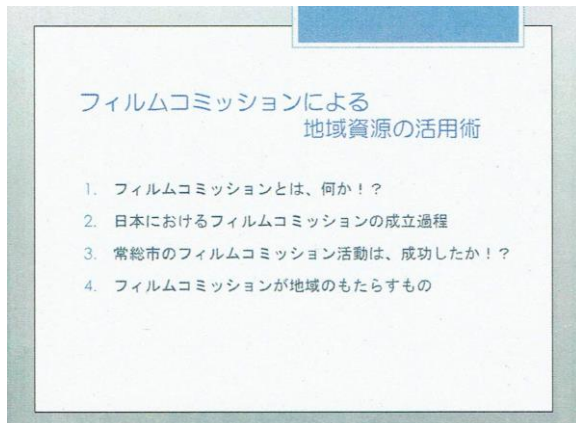 フィルムコミッションによる
地域資源の活用術
1. フィルムコミッションとは、何か！？
2. 日本におけるフィルムコミッションの成立過程
3. 常総市のフィルムコミッション活動は、成功したか！？
4. フィルムコミッションが地域のもたらすもの